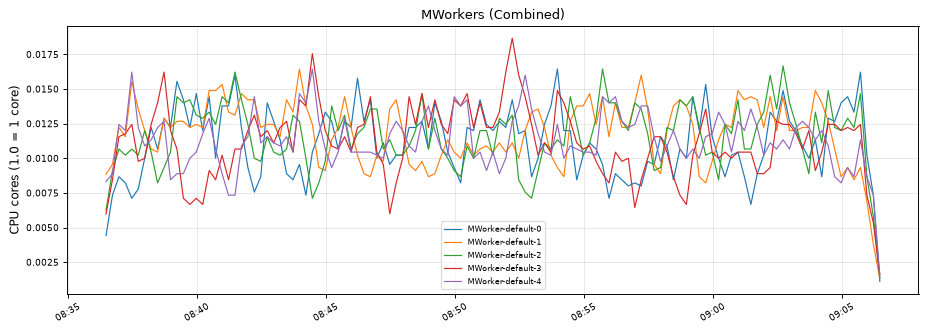 MWorkers (Combined)
CPU cores (1.0 = 1 core)
0.0175
0.0150
0.0125
0.0100
0.0075
0.0050
0.0025
MWorker-default-0
MWorker-default-1
MWorker-default-2
MWorker-default-3
MWorker-default-4
08:35
08:40
08:45
08:50
08:55
09:00
09:05